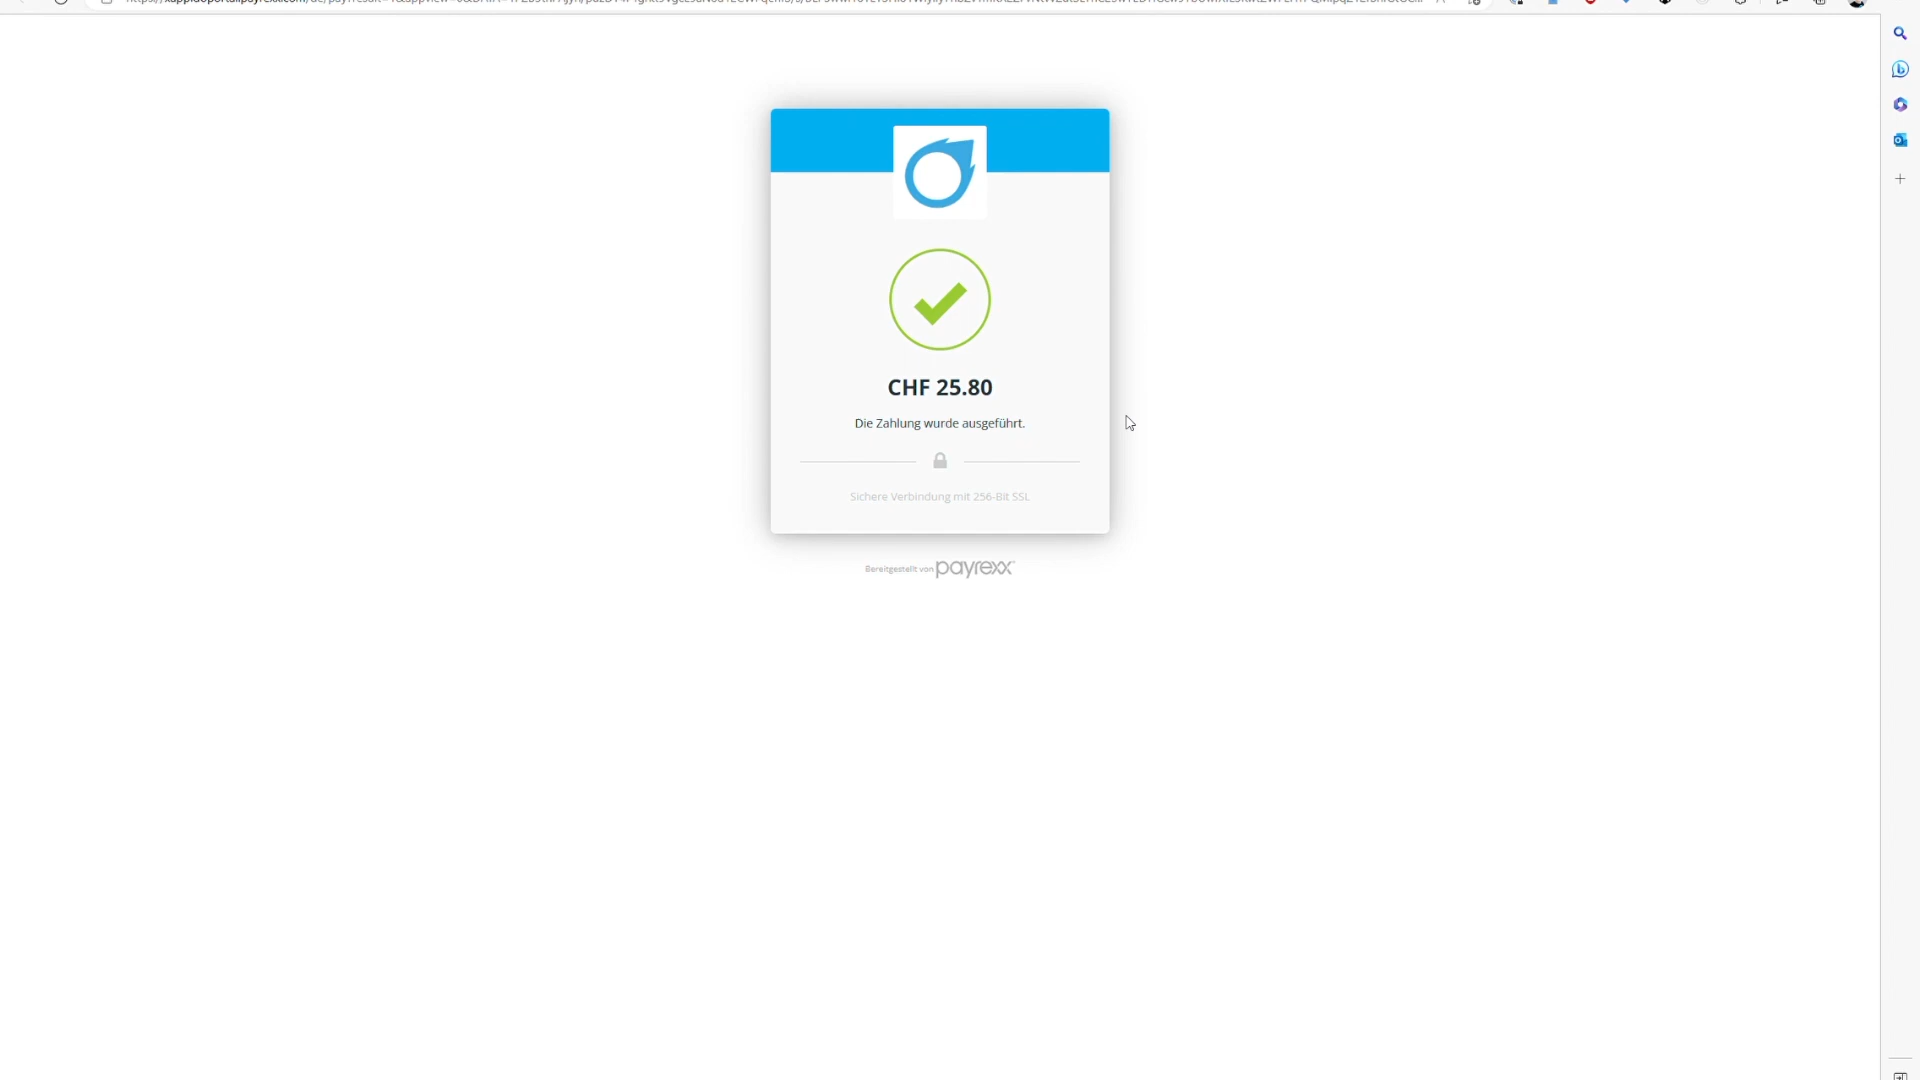 CHF 25.80
Die Zahlung wurde ausgeführt.
Sichere Verbindung mit 256-Bit SSL
Bereitgestellt von payrexx